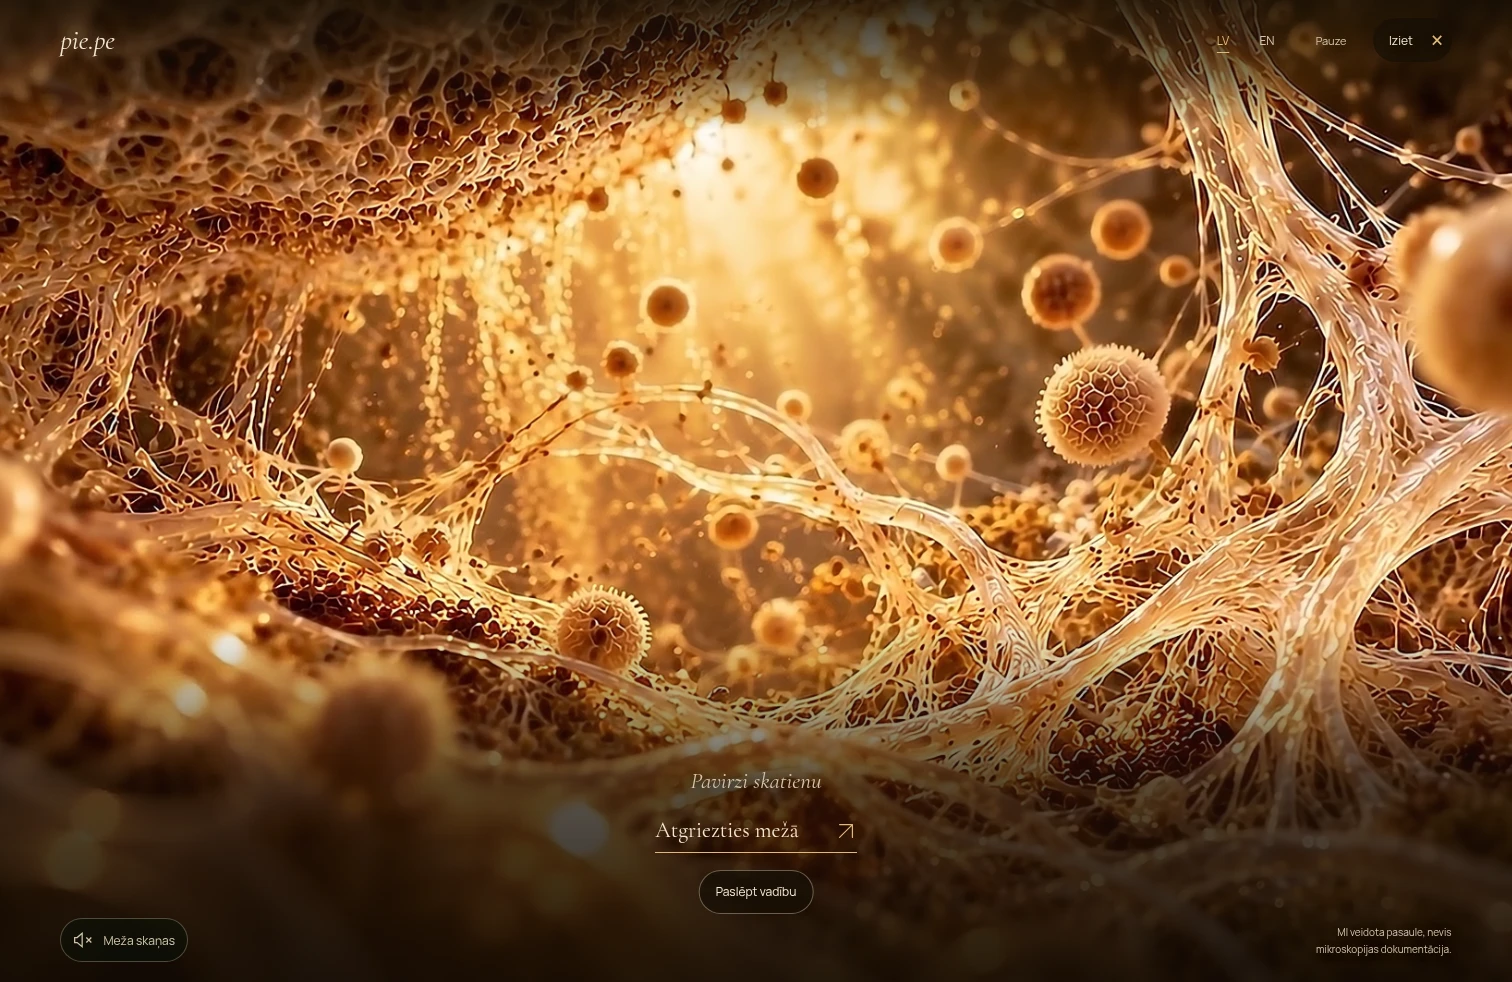 pie.pe
LV EN Pauze Iziet
Pavirzi skatienu
Atgriezties mežā
Paslēpt vadību
Meža skaņas
MI veidota pasaule, nevis
mikroskopijas dokumentācija.